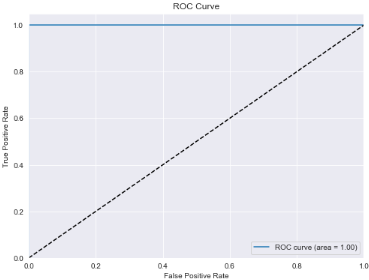 ROC Curve
1.0
0.8
0.6
0.4
0.2
0.0
True Positive Rate
0.0 0.2 0.4 0.6 0.8 1.0
False Positive Rate
ROC curve (area = 1.00)